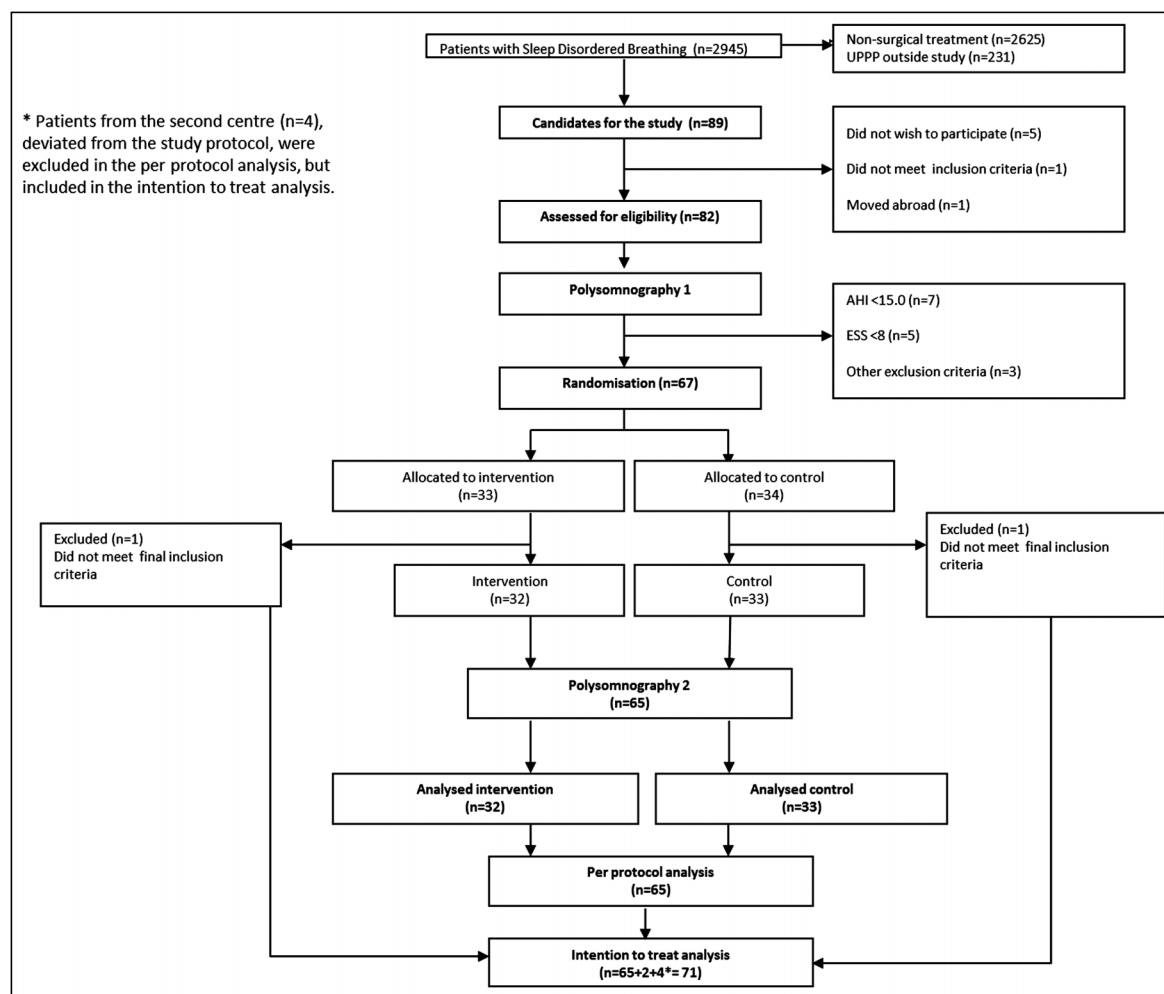 Patients with Sleep Disordered Breathing (n=2945)
Non-surgical treatment (n=2625)
UPPP outside study (n=231)
* Patients from the second centre (n=4),
deviated from the study protocol, were
excluded in the per protocol analysis, but
included in the intention to treat analysis.
Candidates for the study (n=89)
Did not wish to participate (n=5)
Did not meet inclusion criteria (n=1)
Moved abroad (n=1)
Assessed for eligibility (n=82)
Polysomnography 1
AHI <15.0 (n=7)
ESS <8 (n=5)
Other exclusion criteria (n=3)
Randomisation (n=67)
Allocated to intervention
(n=33)
Allocated to control
(n=34)
Excluded (n=1)
Did not meet final inclusion
criteria
Excluded (n=1)
Did not meet final inclusion
criteria
Intervention
(n=32)
Control
(n=33)
Polysomnography 2
(n=65)
Analysed intervention
(n=32)
Analysed control
(n=33)
Per protocol analysis
(n=65)
Intention to treat analysis
(n=65+2+4*= 71)